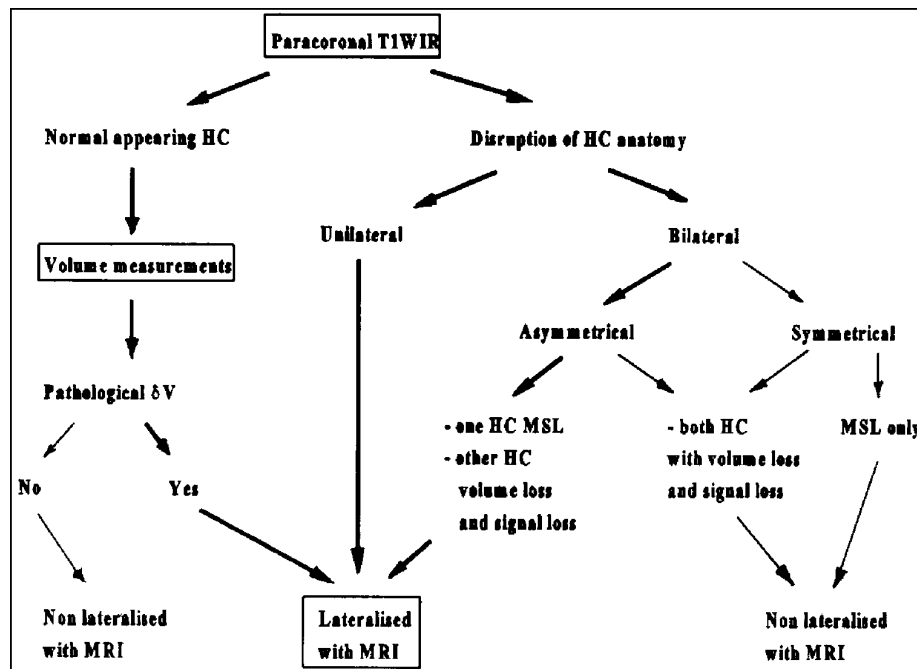 Paracoronal T1WIR
Normal appearing HC
Disruption of HC anatomy
Unilateral
Bilateral
Volume measurements
Asymmetrical
Symmetrical
Pathological δV
- one HC MSL
- other HC
volume loss
and signal loss
- both HC
with volume loss
and signal loss
MSL only
No
Yes
Non lateralised
with MRI
Lateralised
with MRI
Non lateralised
with MRI